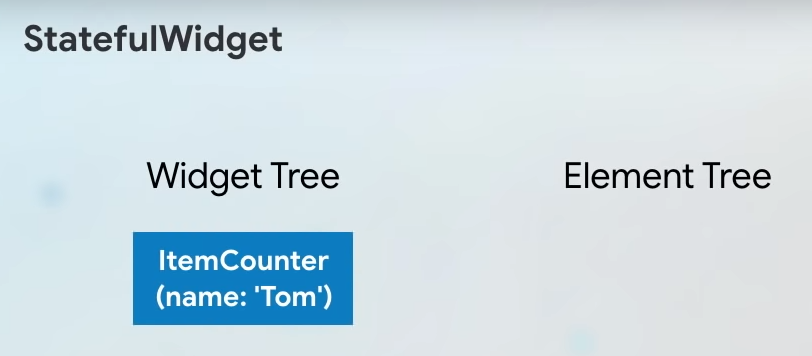 StatefulWidget
Widget Tree
Element Tree
ItemCounter
(name: 'Tom')